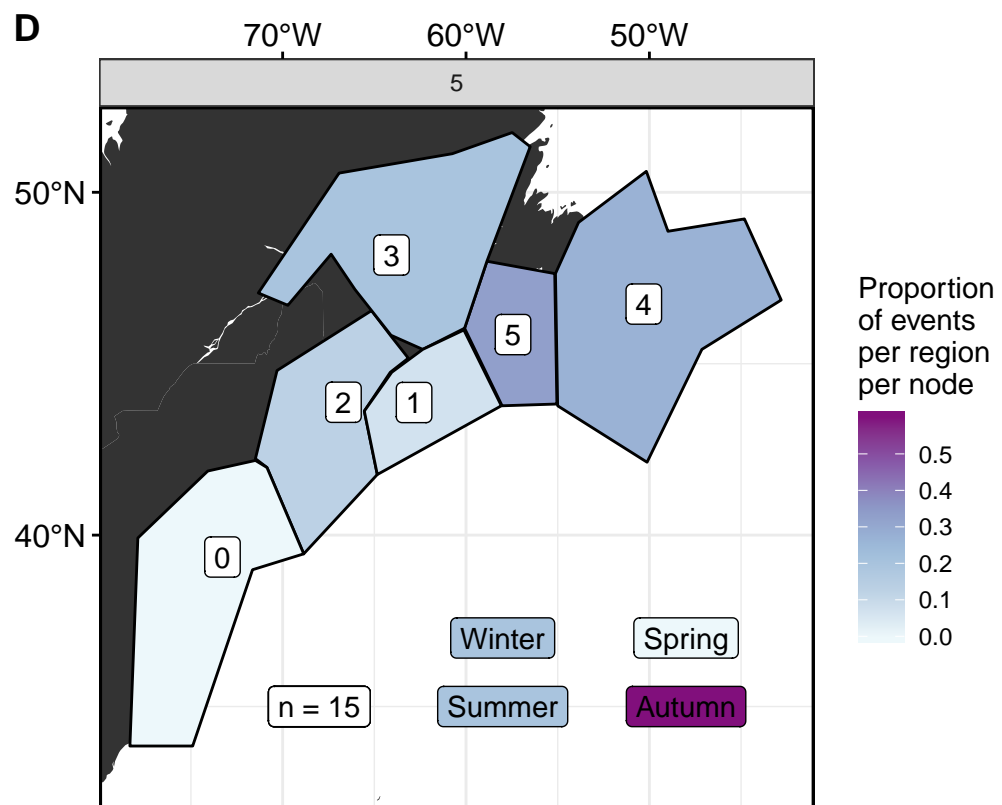 D
70°W 60°W 50°W
5
50°N
40°N
3
4
5
2
1
0
Winter Spring
n = 15 Summer Autumn
Proportion
of events
per region
per node
0.5
0.4
0.3
0.2
0.1
0.0